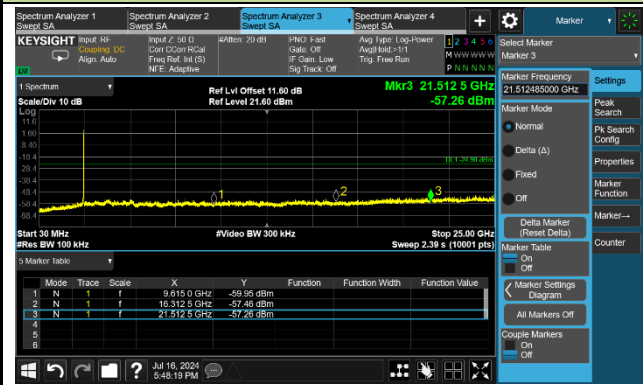 Spectrum Analyzer 1
Swept SA
Spectrum Analyzer 2
Swept SA
Spectrum Analyzer 3
Swept SA
Spectrum Analyzer 4
Swept SA
+
Marker
KEYSIGHT
Input: RF
Coupling: DC
Align: Auto
Input Z: 50 Ω
Corr CCorr RCal
Freq Ref: Int (S)
NFE: Adaptive
#Atten: 20 dB
PNO: Fast
Gate: Off
IF Gain: Low
Sig Track: Off
Avg Type: Log-Power
Avg|Hold:>1/1
Trig: Free Run
1 2 3 4 5 6
M W W W W W
P N N N N N
LV
Select Marker
Marker 3
1 Spectrum
Scale/Div 10 dB
Log
Ref Lvl Offset 11.60 dB
Ref Level 21.60 dBm
Mkr3 21.512 5 GHz
-57.26 dBm
11.6
1.60
-8.40
-18.4
-28.4
-38.4
-48.4
-58.4
-68.4
1
2
3
Start 30 MHz
#Res BW 100 kHz
#Video BW 300 kHz
Stop 25.00 GHz
Sweep 2.39 s (10001 pts)
5 Marker Table
Mode Trace Scale X Y Function Function Width Function Value
1 N 1 f 9.615 0 GHz -59.95 dBm
2 N 1 f 16.312 5 GHz -57.46 dBm
3 N 1 f 21.512 5 GHz -57.26 dBm
4
5
6
Marker Frequency
21.512485000 GHz
Marker Mode
Normal
Delta (Δ)
Fixed
Off
Delta Marker
(Reset Delta)
Marker Table
On
Off
Marker Settings
Diagram
All Markers Off
Couple Markers
On
Off
Settings
Peak
Search
Pk Search
Config
Properties
Marker
Function
Marker→
Counter
?
Jul 16, 2024
5:48:19 PM